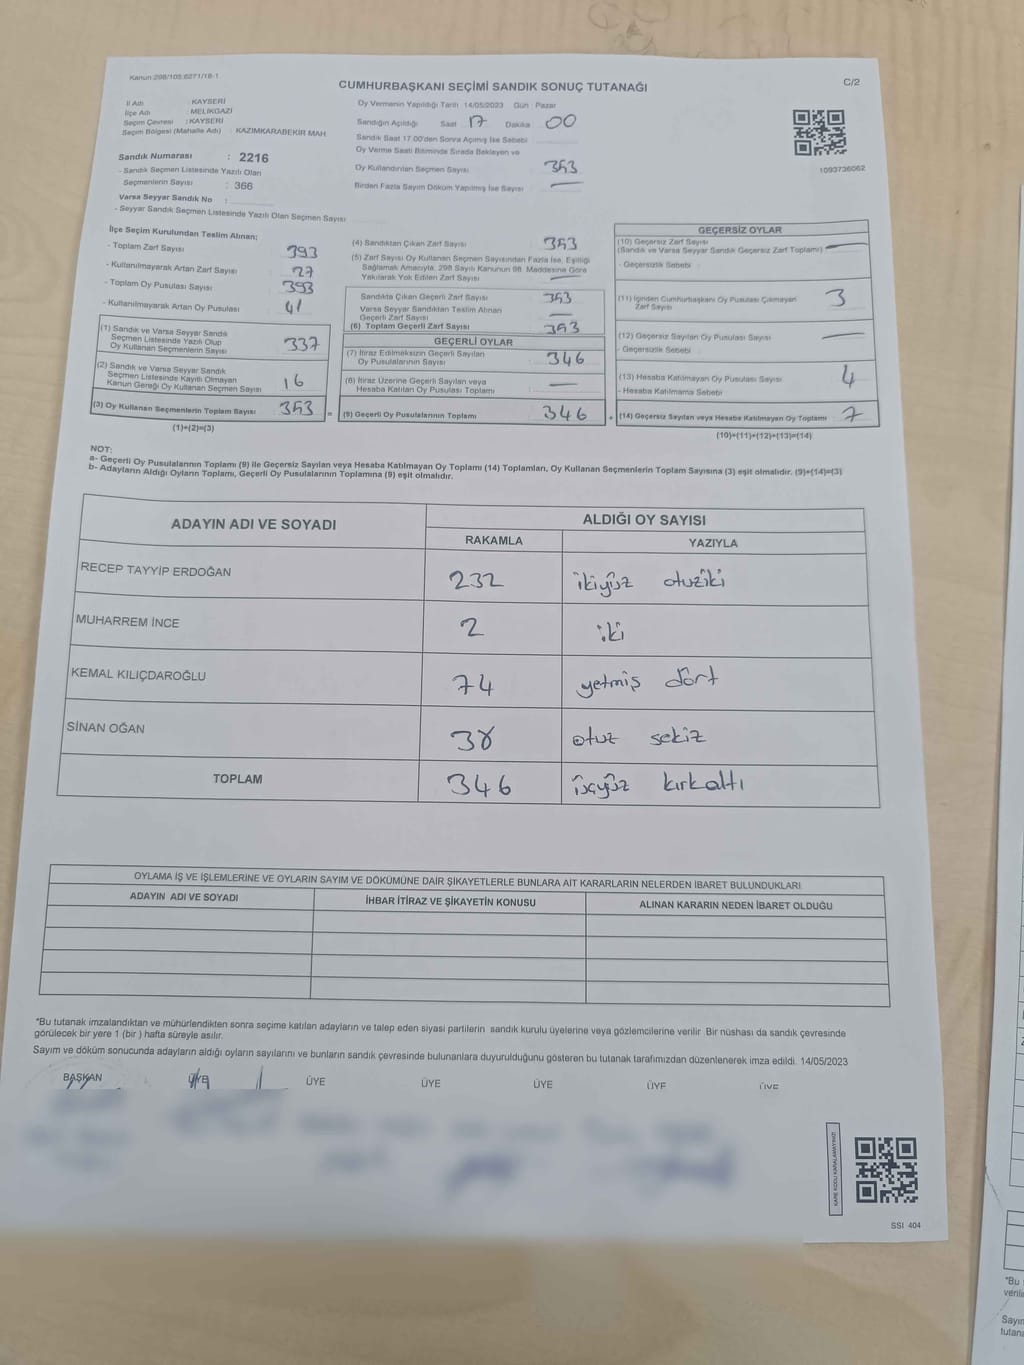 Kanun:298/105;6271/18-1
CUMHURBAŞKANI SEÇİMİ SANDIK SONUÇ TUTANAĞI
C/2
İl Adı : KAYSERİ
İlçe Adı : MELİKGAZİ
Seçim Çevresi : KAYSERİ
Seçim Bölgesi (Mahalle Adı) : KAZIMKARABEKİR MAH
Sandık Numarası : 2216
- Sandık Seçmen Listesinde Yazılı Olan
Seçmenlerin Sayısı : 366
Varsa Seyyar Sandık No :
- Seyyar Sandık Seçmen Listesinde Yazılı Olan Seçmen Sayısı
Oy Vermenin Yapıldığı Tarih 14/05/2023 Gün : Pazar
Sandığın Açıldığı Saat 17 Dakika 00
Sandık Saat 17.00'den Sonra Açılmış İse Sebebi
Oy Verme Saati Bitiminde Sırada Bekleyen ve
Oy Kullandırılan Seçmen Sayısı 353
Birden Fazla Sayım Döküm Yapılmış İse Sayısı —
1093736062
İlçe Seçim Kurulundan Teslim Alınan;
- Toplam Zarf Sayısı 393
- Kullanılmayarak Artan Zarf Sayısı 27
- Toplam Oy Pusulası Sayısı 393
- Kullanılmayarak Artan Oy Pusulası 41
(1) Sandık ve Varsa Seyyar Sandık
Seçmen Listesinde Yazılı Olup
Oy Kullanan Seçmenlerin Sayısı 337
(2) Sandık ve Varsa Seyyar Sandık
Seçmen Listesinde Kayıtlı Olmayan
Kanun Gereği Oy Kullanan Seçmen Sayısı 16
(3) Oy Kullanan Seçmenlerin Toplam Sayısı 353 =
(1)+(2)=(3)
(4) Sandıktan Çıkan Zarf Sayısı 353
(5) Zarf Sayısı Oy Kullanan Seçmen Sayısından Fazla İse, Eşitliği
Sağlamak Amacıyla, 298 Sayılı Kanunun 98. Maddesine Göre
Yakılarak Yok Edilen Zarf Sayısı —
Sandıkta Çıkan Geçerli Zarf Sayısı 353
Varsa Seyyar Sandıktan Teslim Alınan
Geçerli Zarf Sayısı —
(6) Toplam Geçerli Zarf Sayısı 353
GEÇERLİ OYLAR
(7) İtiraz Edilmeksizin Geçerli Sayılan
Oy Pusulalarının Sayısı 346
(8) İtiraz Üzerine Geçerli Sayılan veya
Hesaba Katılan Oy Pusulası Toplamı —
(9) Geçerli Oy Pusulalarının Toplamı 346 +
GEÇERSİZ OYLAR
(10) Geçersiz Zarf Sayısı
(Sandık ve Varsa Seyyar Sandık Geçersiz Zarf Toplamı) —
- Geçersizlik Sebebi :
(11) İçinden Cumhurbaşkanı Oy Pusulası Çıkmayan
Zarf Sayısı 3
(12) Geçersiz Sayılan Oy Pusulası Sayısı —
- Geçersizlik Sebebi :
(13) Hesaba Katılmayan Oy Pusulası Sayısı 4
- Hesaba Katılmama Sebebi
(14) Geçersiz Sayılan veya Hesaba Katılmayan Oy Toplamı 7
(10)+(11)+(12)+(13)=(14)
NOT:
a- Geçerli Oy Pusulalarının Toplamı (9) ile Geçersiz Sayılan veya Hesaba Katılmayan Oy Toplamı (14) Toplamları, Oy Kullanan Seçmenlerin Toplam Sayısına (3) eşit olmalıdır. (9)+(14)=(3)
b- Adayların Aldığı Oyların Toplamı, Geçerli Oy Pusulalarının Toplamına (9) eşit olmalıdır.
ADAYIN ADI VE SOYADI
ALDIĞI OY SAYISI
RAKAMLA YAZIYLA
RECEP TAYYİP ERDOĞAN 232 ikiyüz otuziki
MUHARREM İNCE 2 iki
KEMAL KILIÇDAROĞLU 74 yetmiş dört
SİNAN OĞAN 38 otuz sekiz
TOPLAM 346 üçyüz kırkaltı
OYLAMA İŞ VE İŞLEMLERİNE VE OYLARIN SAYIM VE DÖKÜMÜNE DAİR ŞİKAYETLERLE BUNLARA AİT KARARLARIN NELERDEN İBARET BULUNDUKLARI
ADAYIN ADI VE SOYADI İHBAR İTİRAZ VE ŞİKAYETİN KONUSU ALINAN KARARIN NEDEN İBARET OLDUĞU
"Bu tutanak imzalandıktan ve mühürlendikten sonra seçime katılan adayların ve talep eden siyasi partilerin sandık kurulu üyelerine veya gözlemcilerine verilir. Bir nüshası da sandık çevresinde
görülecek bir yere 1 (bir ) hafta süreyle asılır.
Sayım ve döküm sonucunda adayların aldığı oyların sayılarını ve bunların sandık çevresinde bulunanlara duyurulduğunu gösteren bu tutanak tarafımızdan düzenlenerek imza edildi. 14/05/2023
BAŞKAN ÜYE ÜYE ÜYE ÜYE ÜYE ÜYE
KARE KODU KARALAMAYINIZ!
SSI 404
"Bu
Sayım
tutana